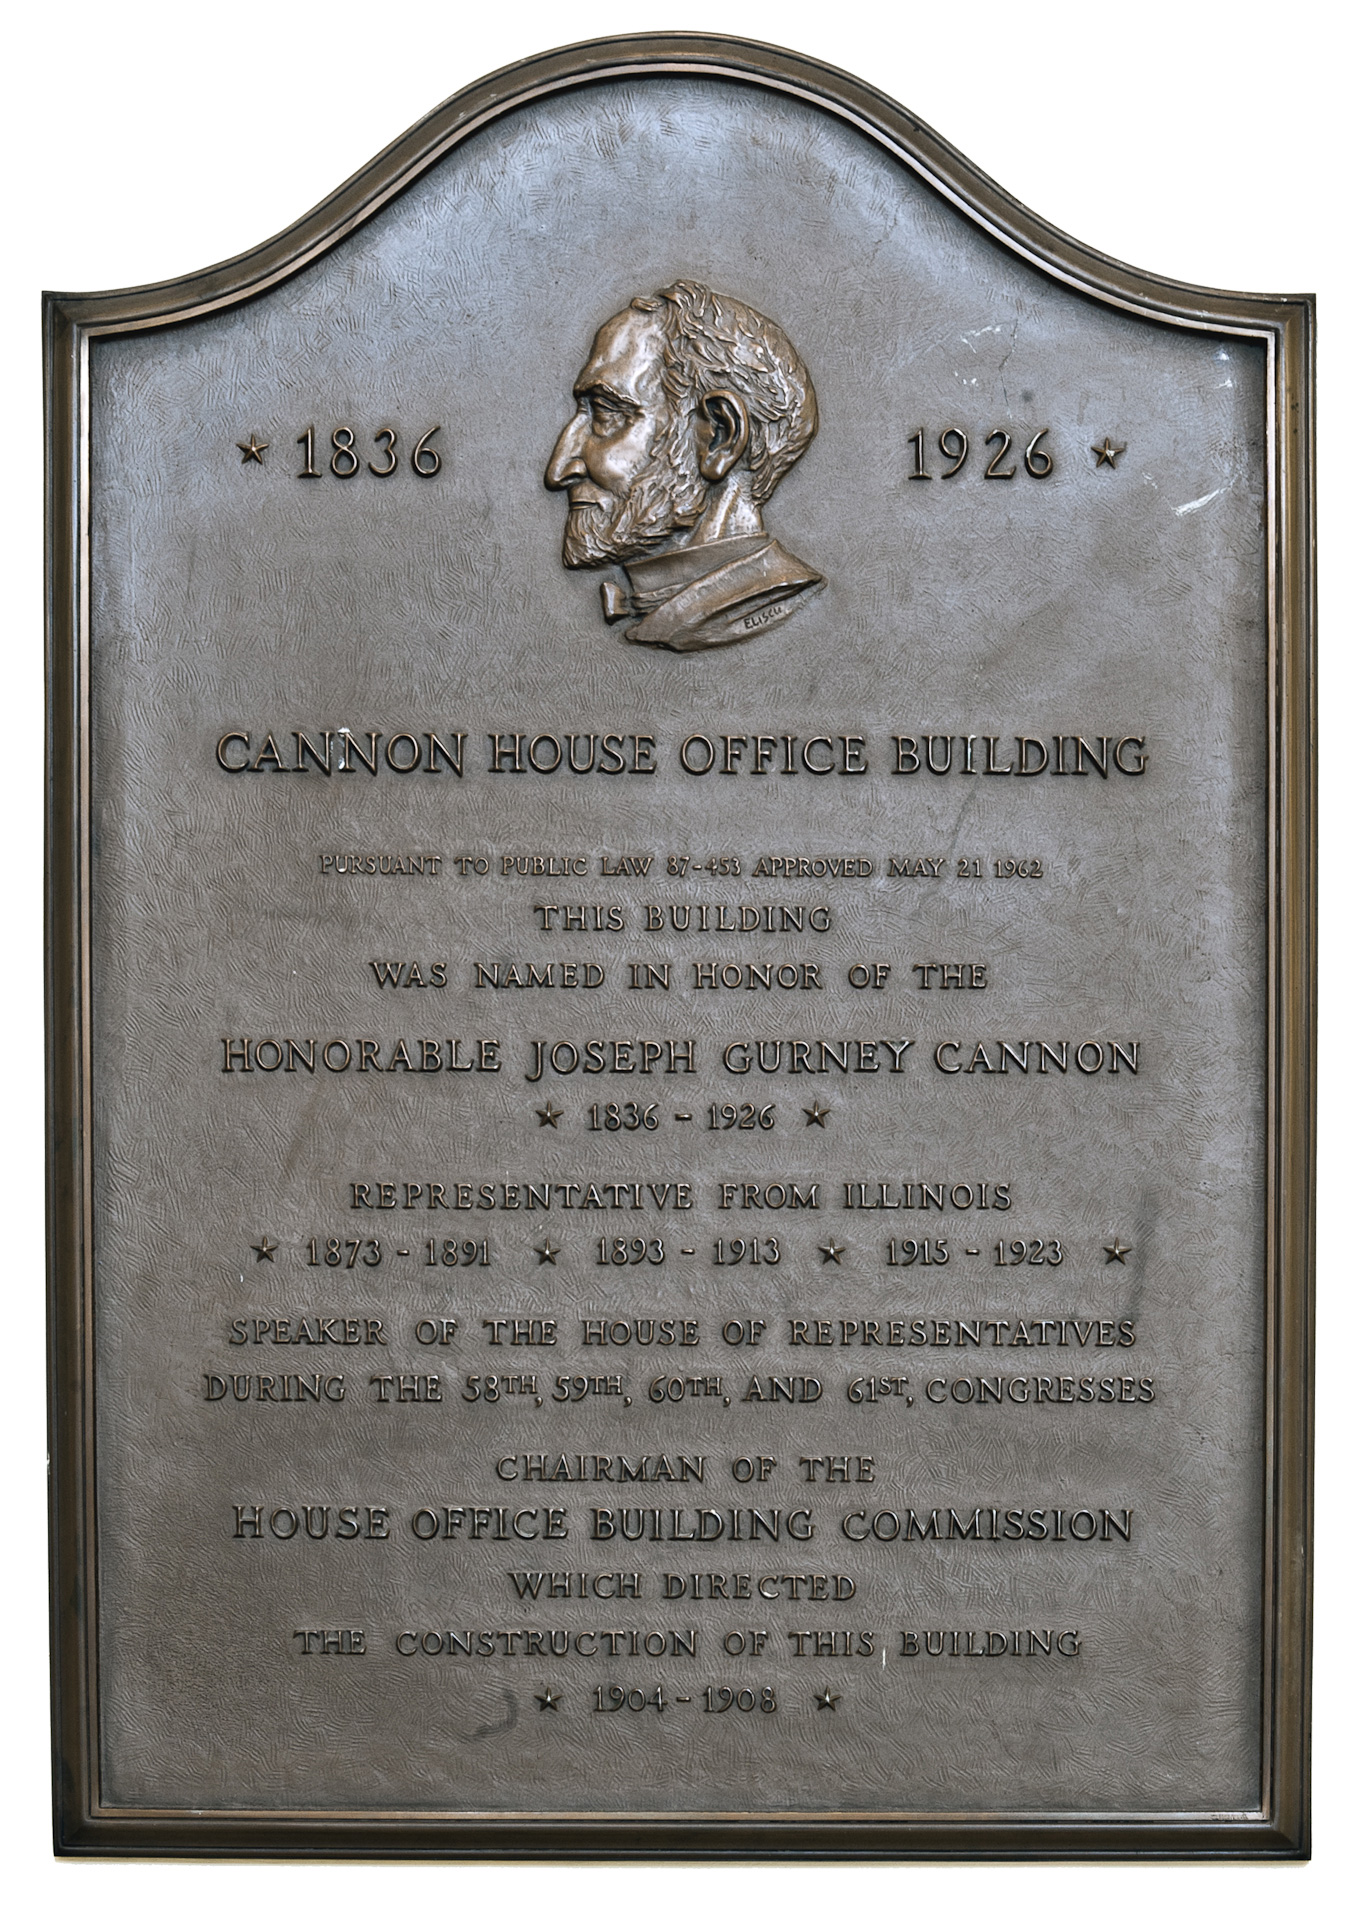 ★ 1836 1926 ★
ELISCU
CANNON HOUSE OFFICE BUILDING
PURSUANT TO PUBLIC LAW 87-453 APPROVED MAY 21 1962
THIS BUILDING
WAS NAMED IN HONOR OF THE
HONORABLE JOSEPH GURNEY CANNON
★ 1836 - 1926 ★
REPRESENTATIVE FROM ILLINOIS
★ 1873 - 1891 ★ 1893 - 1913 ★ 1915 - 1923 ★
SPEAKER OF THE HOUSE OF REPRESENTATIVES
DURING THE 58TH, 59TH, 60TH, AND 61ST, CONGRESSES
CHAIRMAN OF THE
HOUSE OFFICE BUILDING COMMISSION
WHICH DIRECTED
THE CONSTRUCTION OF THIS BUILDING
★ 1904 - 1908 ★